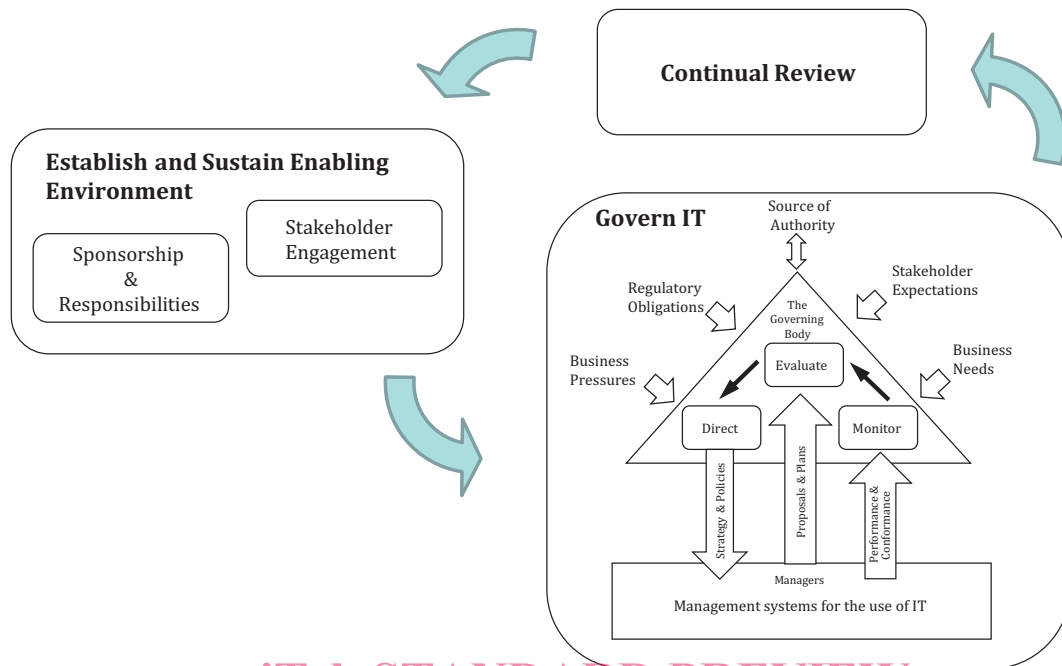 Continual Review
Establish and Sustain Enabling
Environment
Stakeholder
Engagement
Sponsorship
&
Responsibilities
Govern IT
Source of
Authority
Regulatory
Obligations
Stakeholder
Expectations
The
Governing
Body
Business
Pressures
Evaluate
Business
Needs
Direct
Monitor
Strategy & Policies
Proposals & Plans
Performance &
Conformance
Managers
Management systems for the use of IT
STANDARD PREVIEW